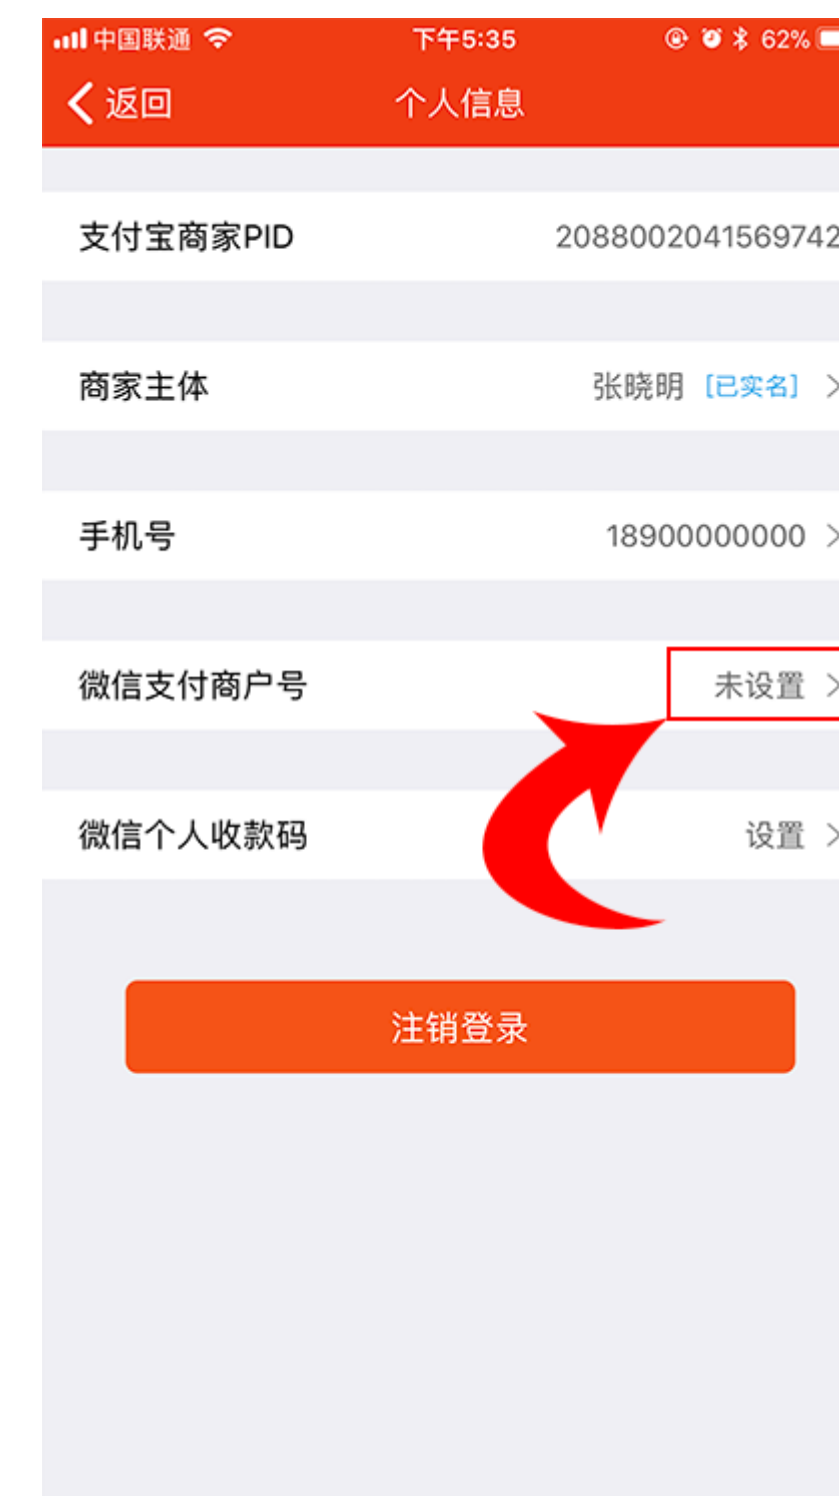 中国联通 下午5:35 62%
返回 个人信息
支付宝商家PID 2088002041569742
商家主体 张晓明 [已实名]
手机号 18900000000
微信支付商户号 未设置
微信个人收款码 设置
注销登录